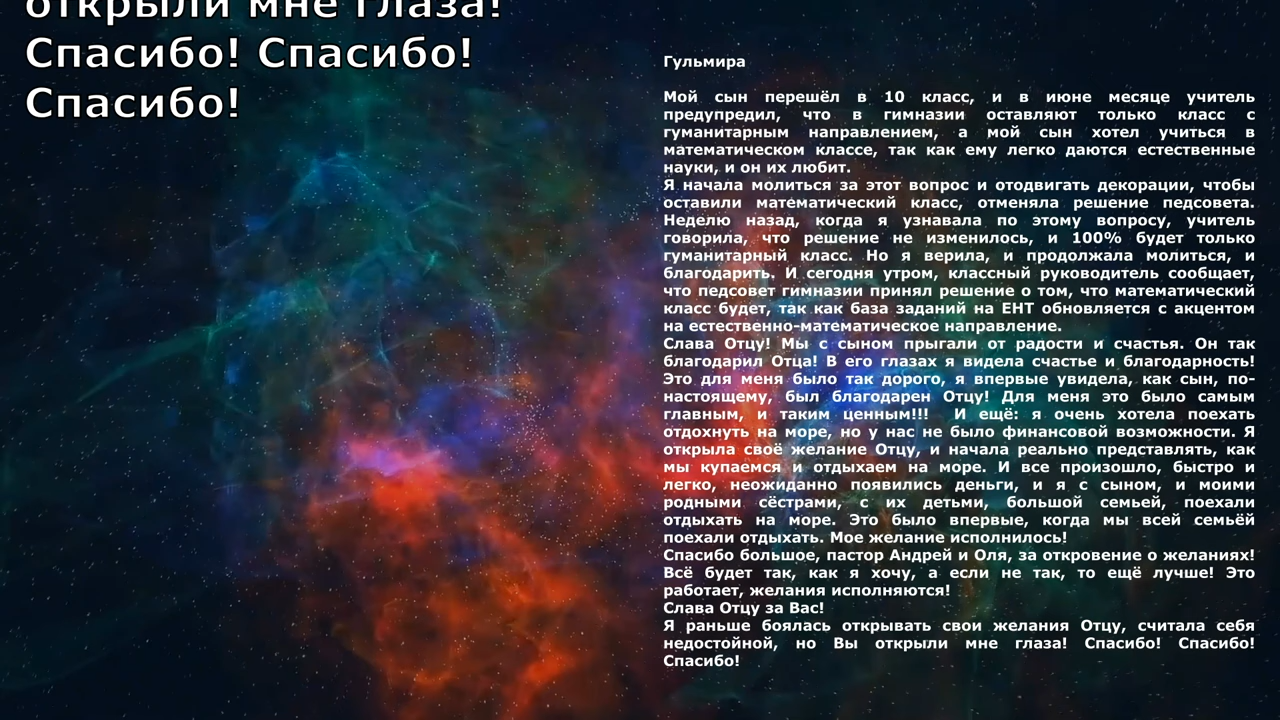 открыли мне глаза!
Спасибо! Спасибо!
Спасибо!
Гульмира
Мой сын перешёл в 10 класс, и в июне месяце учитель
предупредил, что в гимназии оставляют только класс с
гуманитарным направлением, а мой сын хотел учиться в
математическом классе, так как ему легко даются естественные
науки, и он их любит.
Я начала молиться за этот вопрос и отодвигать декорации, чтобы
оставили математический класс, отменяла решение педсовета.
Неделю назад, когда я узнавала по этому вопросу, учитель
говорила, что решение не изменилось, и 100% будет только
гуманитарный класс. Но я верила, и продолжала молиться, и
благодарить. И сегодня утром, классный руководитель сообщает,
что педсовет гимназии принял решение о том, что математический
класс будет, так как база заданий на ЕНТ обновляется с акцентом
на естественно-математическое направление.
Слава Отцу! Мы с сыном прыгали от радости и счастья. Он так
благодарил Отца! В его глазах я видела счастье и благодарность!
Это для меня было так дорого, я впервые увидела, как сын, по-
настоящему, был благодарен Отцу! Для меня это было самым
главным, и таким ценным!!! И ещё: я очень хотела поехать
отдохнуть на море, но у нас не было финансовой возможности. Я
открыла своё желание Отцу, и начала реально представлять, как
мы купаемся и отдыхаем на море. И все произошло, быстро и
легко, неожиданно появились деньги, и я с сыном, и моими
родными сёстрами, с их детьми, большой семьей, поехали
отдыхать на море. Это было впервые, когда мы всей семьёй
поехали отдыхать. Мое желание исполнилось!
Спасибо большое, пастор Андрей и Оля, за откровение о желаниях!
Всё будет так, как я хочу, а если не так, то ещё лучше! Это
работает, желания исполняются!
Слава Отцу за Вас!
Я раньше боялась открывать свои желания Отцу, считала себя
недостойной, но Вы открыли мне глаза! Спасибо! Спасибо!
Спасибо!